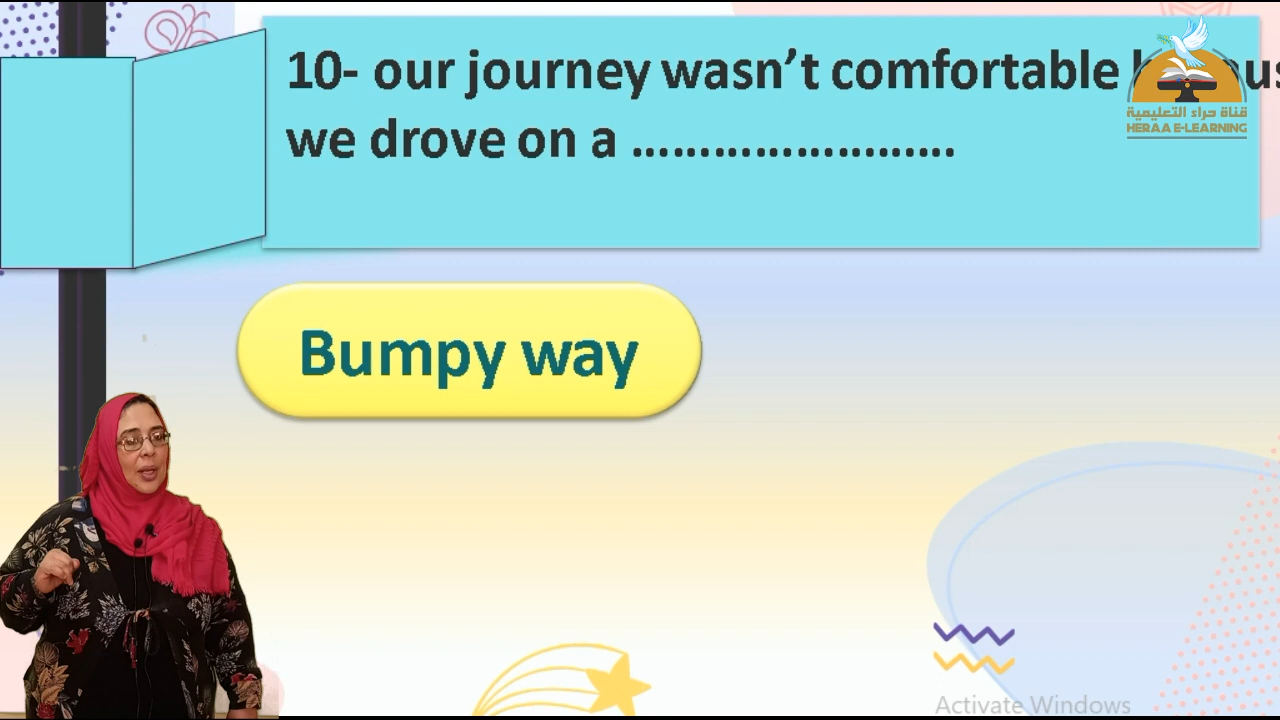 10- our journey wasn't comfortable
we drove on a ........................
قناة حراء التعليمية
HERAA E-LEARNING
Bumpy way
Activate Windows